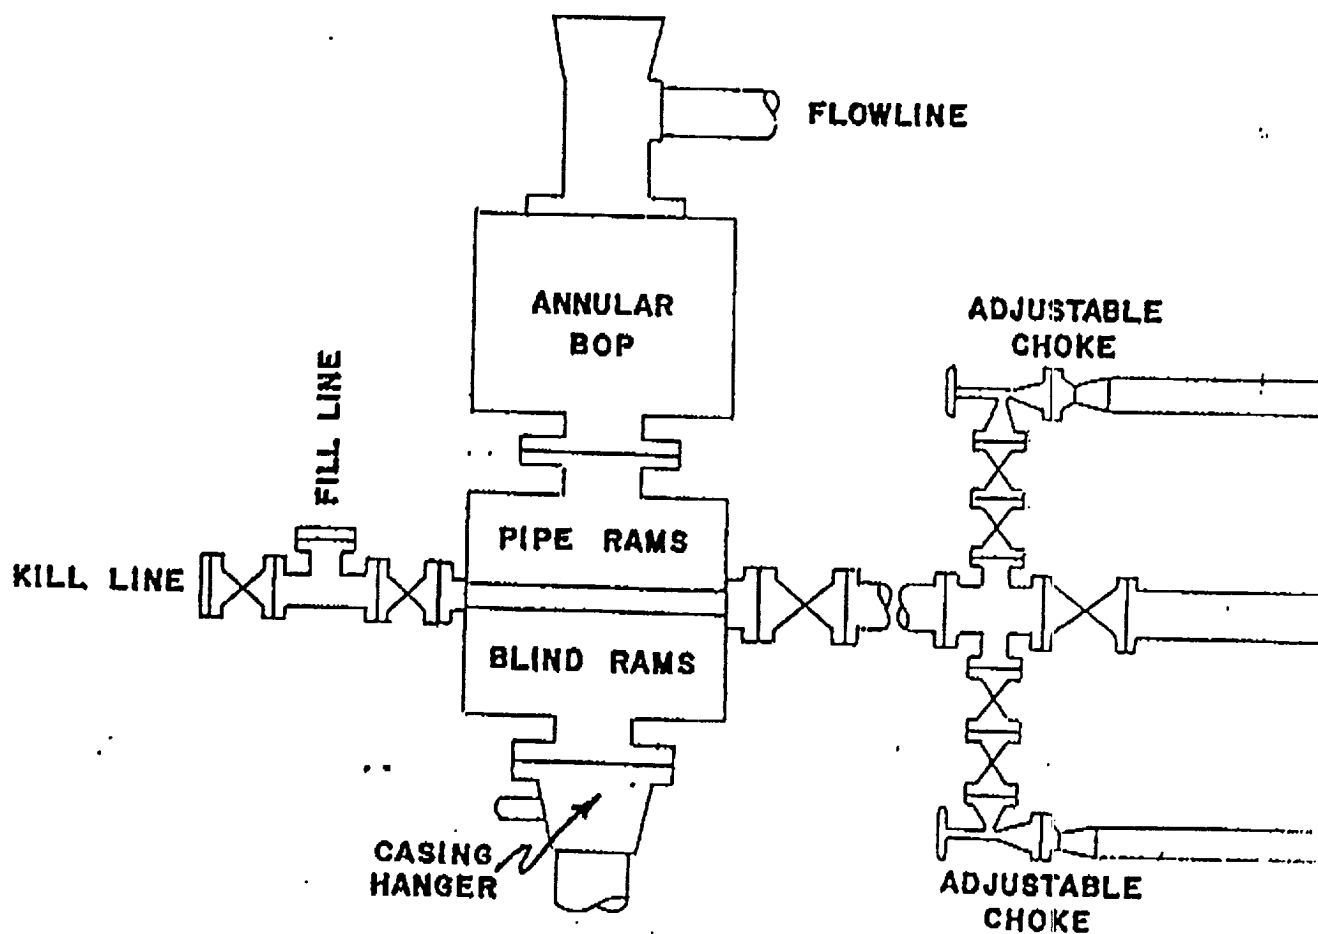 FLOWLINE
ANNULAR
BOP
ADJUSTABLE
CHOKE
FILL LINE
PIPE RAMS
KILL LINE
BLIND RAMS
CASING
HANGER
ADJUSTABLE
CHOKE